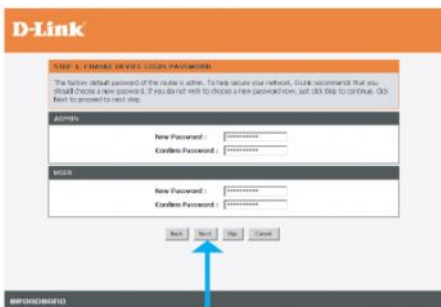 D-Link
STEP 1: CHANGE DEVICE LOGIN PASSWORD
The factory default password of the router is admin. To help secure your network, D-Link recommends that you
should choose a new password. If you do not wish to choose a new password now, just click Skip to continue. Click
Next to proceed to next step.
ADMIN
New Password :
Confirm Password :
USER
New Password :
Confirm Password :
Back Next Skip Cancel
BROADBAND